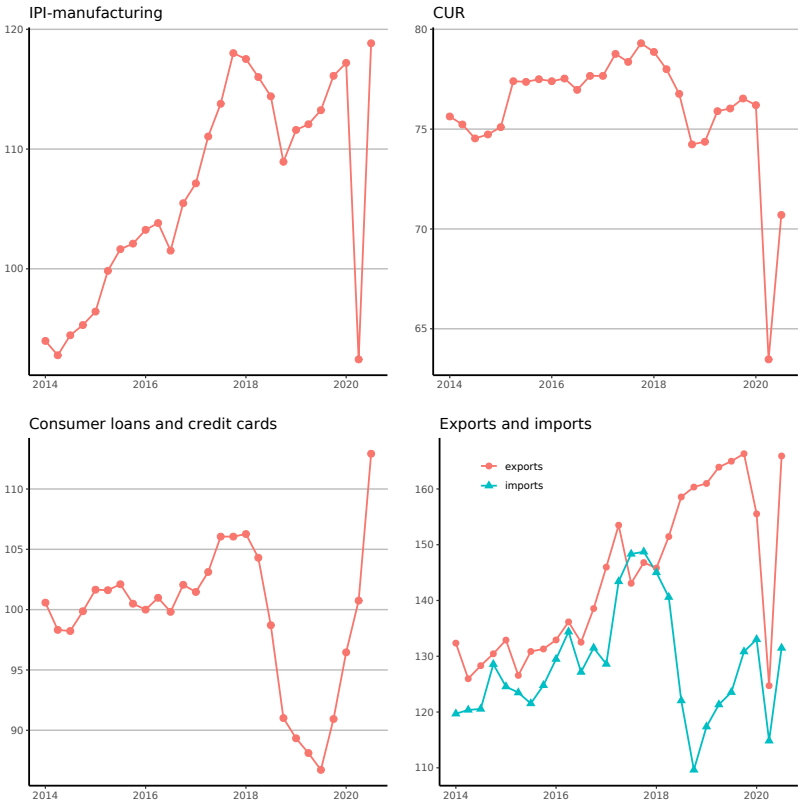 IPI-manufacturing
120
110
100
2014 2016 2018 2020
CUR
80
75
70
65
2014 2016 2018 2020
Consumer loans and credit cards
110
105
100
95
90
2014 2016 2018 2020
Exports and imports
exports
imports
160
150
140
130
120
110
2014 2016 2018 2020